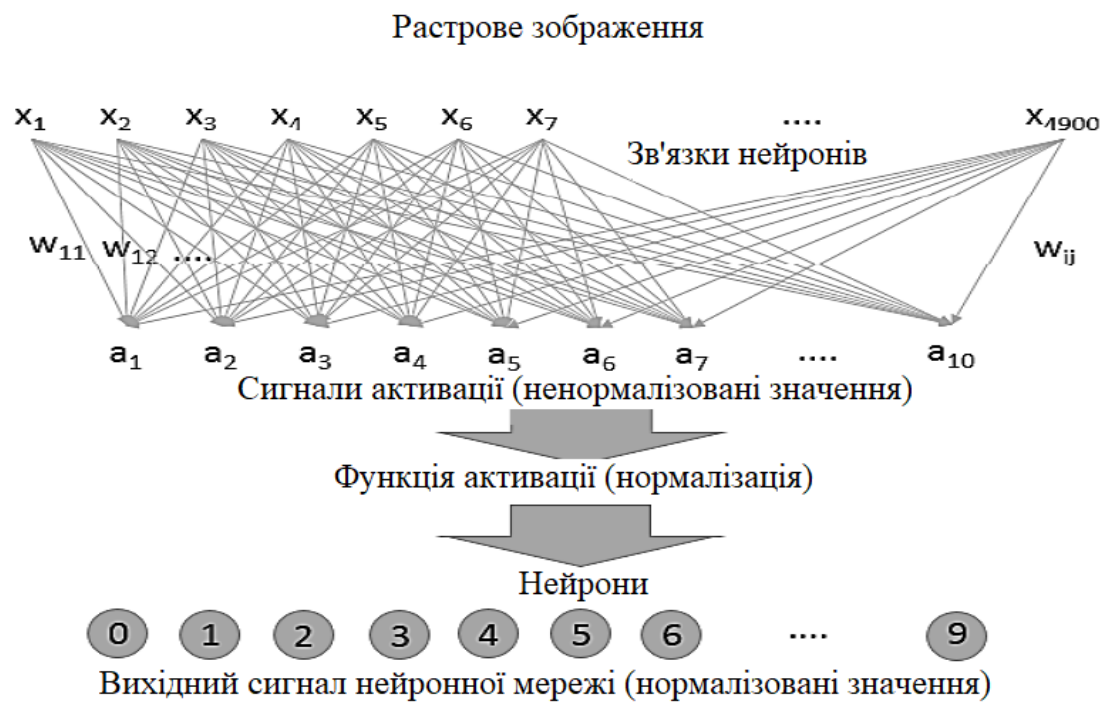 Растрове зображення
x₁ x₂ x₃ x₄ x₅ x₆ x₇ .... x₄₉₀₀
Зв'язки нейронів
w₁₁ w₁₂ .... wᵢⱼ
a₁ a₂ a₃ a₄ a₅ a₆ a₇ .... a₁₀
Сигнали активації (ненормалізовані значення)
Функція активації (нормалізація)
Нейрони
0 1 2 3 4 5 6 .... 9
Вихідний сигнал нейронної мережі (нормалізовані значення)